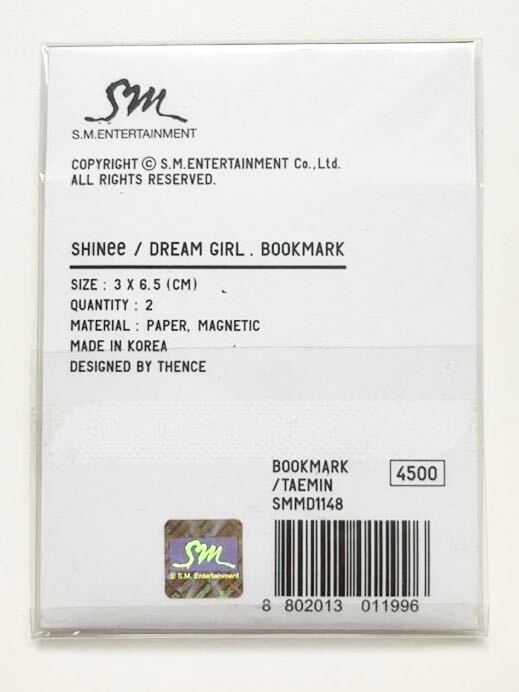 SM
S.M.ENTERTAINMENT
COPYRIGHT © S.M.ENTERTAINMENT Co.,Ltd.
ALL RIGHTS RESERVED.
SHINee / DREAM GIRL . BOOKMARK
SIZE : 3 X 6.5 (CM)
QUANTITY : 2
MATERIAL : PAPER, MAGNETIC
MADE IN KOREA
DESIGNED BY THENCE
BOOKMARK
/TAEMIN
SMMD1148
4500
SM
© S.M. Entertainment
8 802013 011996